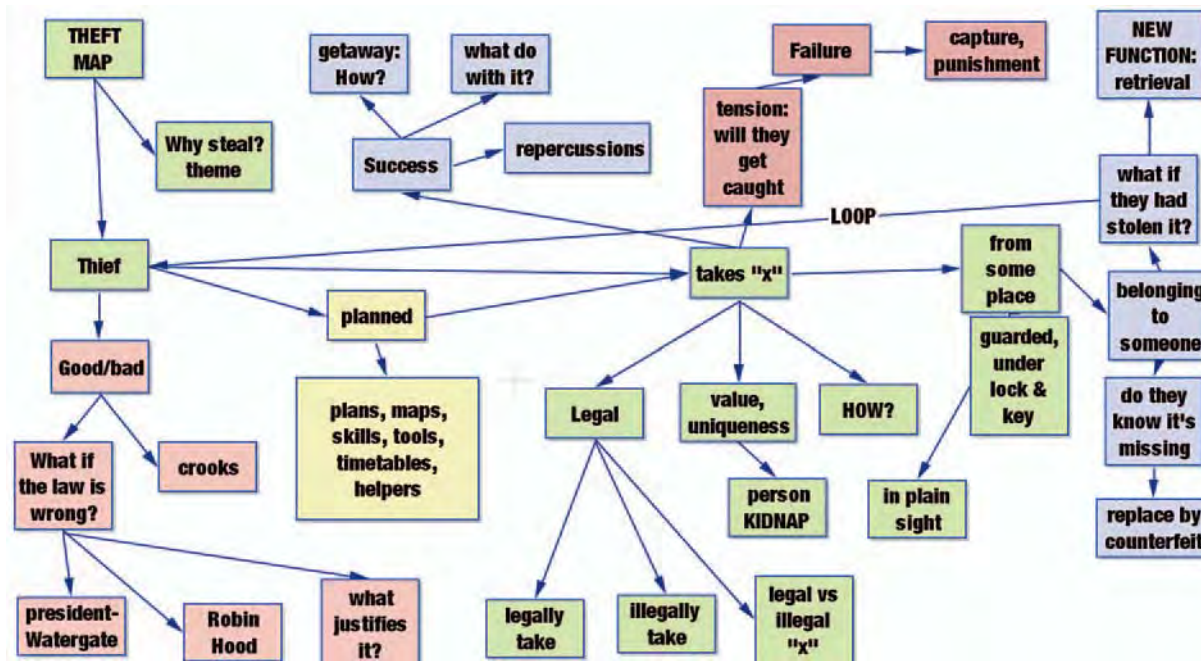 THEFT
MAP
Why steal?
theme
getaway:
How?
what do
with it?
Success
repercussions
Failure
capture,
punishment
tension:
will they
get
caught
NEW
FUNCTION:
retrieval
what if
they had
stolen it?
LOOP
Thief
takes "x"
from
some
place
belonging
to
someone
planned
guarded,
under
lock &
key
Good/bad
plans, maps,
skills, tools,
timetables,
helpers
Legal
value,
uniqueness
HOW?
do they
know it's
missing
What if
the law is
wrong?
crooks
person
KIDNAP
in plain
sight
replace by
counterfeit
president-
Watergate
Robin
Hood
what
justifies
it?
legally
take
illegally
take
legal vs
illegal
"x"